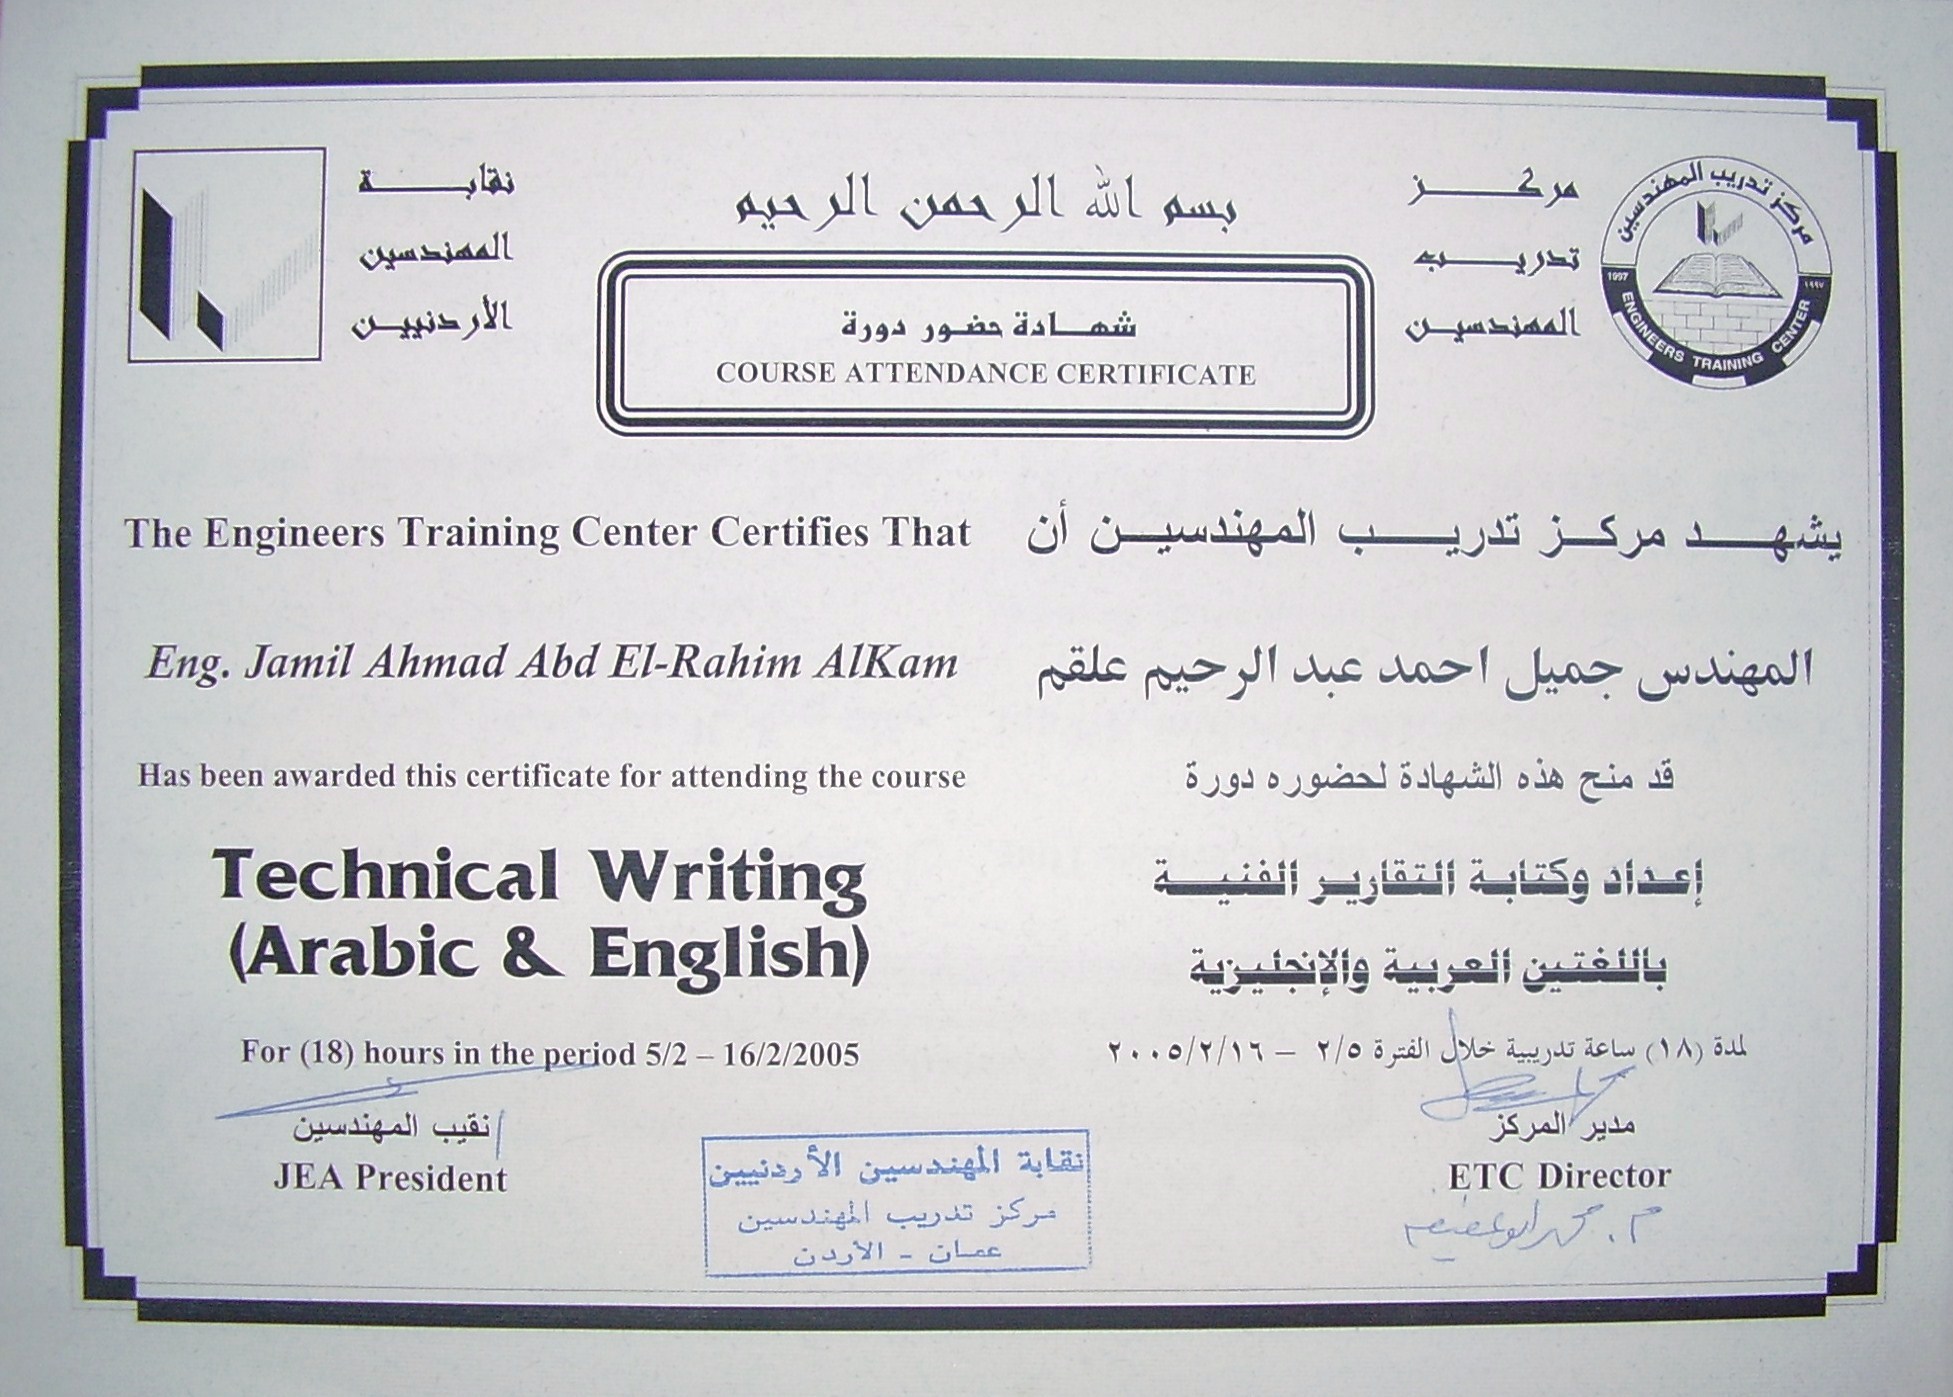 نقابة
المهندسين
الأردنيين
بسم الله الرحمن الرحيم
مركز
تدريب
المهندسين
مركز تدريب المهندسين
1997 ١٩٩٧
ENGINEERS TRAINING CENTER
شهادة حضور دورة
COURSE ATTENDANCE CERTIFICATE
The Engineers Training Center Certifies That
يشهد مركز تدريب المهندسين أن
Eng. Jamil Ahmad Abd El-Rahim AlKam
المهندس جميل احمد عبد الرحيم علقم
Has been awarded this certificate for attending the course
قد منح هذه الشهادة لحضوره دورة
Technical Writing
(Arabic & English)
إعداد وكتابة التقارير الفنية
باللغتين العربية والإنجليزية
For (18) hours in the period 5/2 – 16/2/2005
لمدة (١٨) ساعة تدريبية خلال الفترة ٢/٥ – ٢٠٠٥/٢/١٦
نقيب المهندسين
JEA President
مدير المركز
ETC Director
نقابة المهندسين الأردنيين
مركز تدريب المهندسين
عمان - الأردن